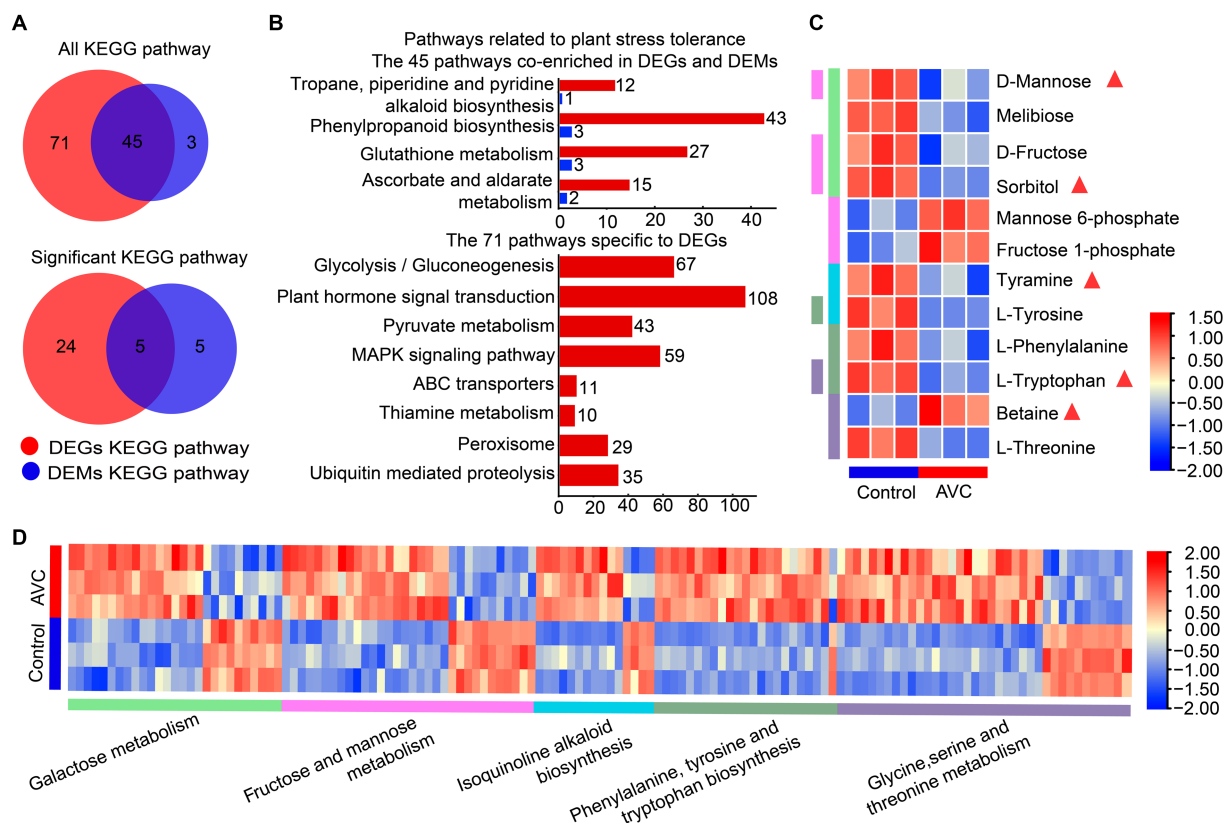 A
All KEGG pathway
71
45
3
Significant KEGG pathway
24
5
5
DEGs KEGG pathway
DEMs KEGG pathway
B
Pathways related to plant stress tolerance
The 45 pathways co-enriched in DEGs and DEMs
Tropane, piperidine and pyridine
alkaloid biosynthesis
12
1
Phenylpropanoid biosynthesis
43
3
Glutathione metabolism
27
3
Ascorbate and aldarate
metabolism
15
2
0 10 20 30 40
The 71 pathways specific to DEGs
Glycolysis / Gluconeogenesis 67
Plant hormone signal transduction 108
Pyruvate metabolism 43
MAPK signaling pathway 59
ABC transporters 11
Thiamine metabolism 10
Peroxisome 29
Ubiquitin mediated proteolysis 35
0 20 40 60 80 100
C
D-Mannose
Melibiose
D-Fructose
Sorbitol
Mannose 6-phosphate
Fructose 1-phosphate
Tyramine
L-Tyrosine
L-Phenylalanine
L-Tryptophan
Betaine
L-Threonine
Control AVC
1.50
1.00
0.50
0.00
-0.50
-1.00
-1.50
-2.00
D
AVC
Control
2.00
1.50
1.00
0.50
0.00
-0.50
-1.00
-1.50
-2.00
Galactose metabolism
Fructose and mannose
metabolism
Isoquinoline alkaloid
biosynthesis
Phenylalanine, tyrosine and
tryptophan biosynthesis
Glycine,serine and
threonine metabolism